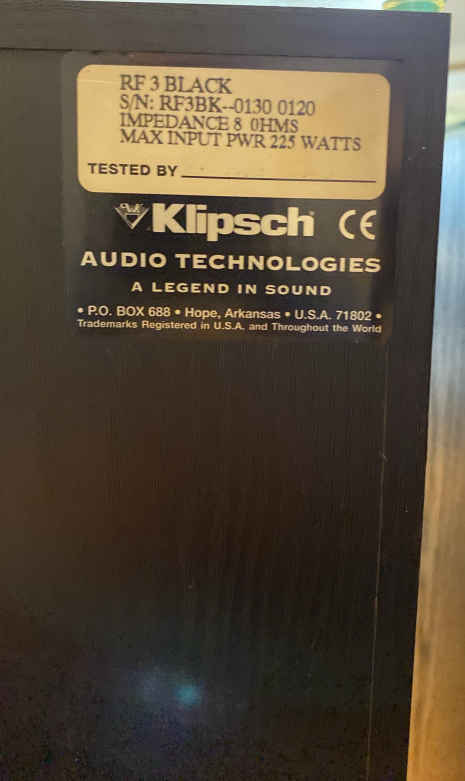 RF 3 BLACK
S/N: RF3BK--0130 0120
IMPEDANCE 8 0HMS
MAX INPUT PWR 225 WATTS
TESTED BY
Klipsch CE
AUDIO TECHNOLOGIES
A LEGEND IN SOUND
• P.O. BOX 688 • Hope, Arkansas • U.S.A. 71802 •
Trademarks Registered in U.S.A. and Throughout the World